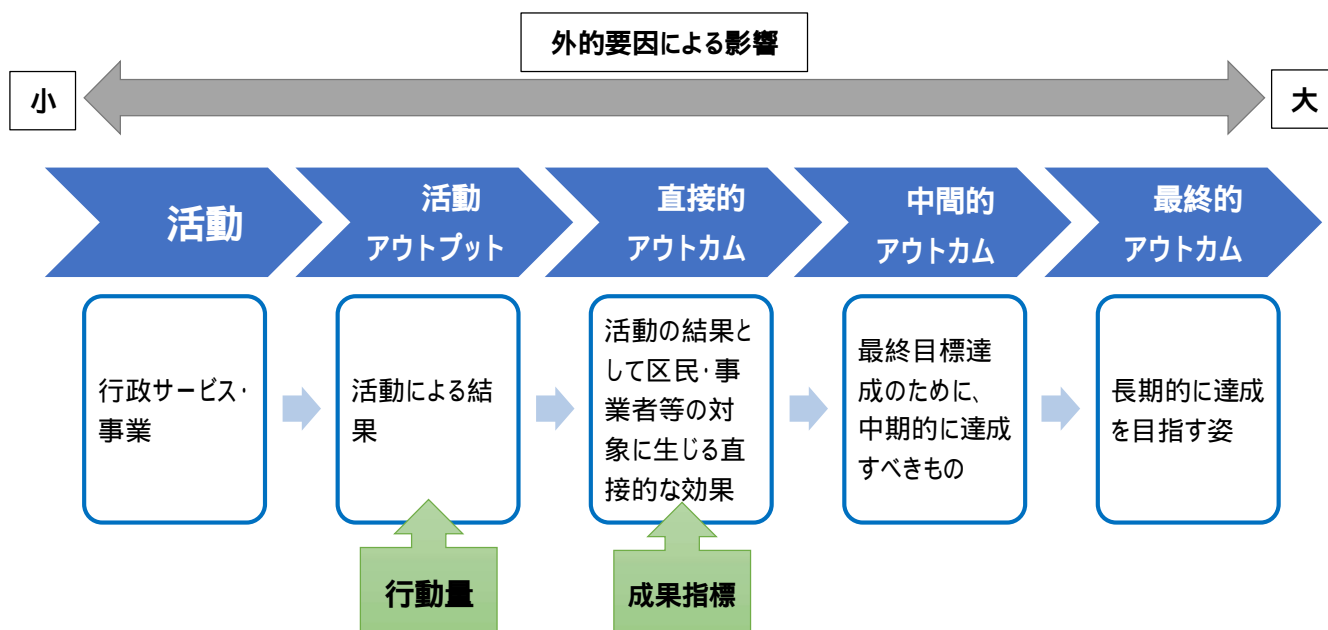 外的要因による影響
小
大
活動
活動
アウトプット
直接的
アウトカム
中間的
アウトカム
最終的
アウトカム
行政サービス・
事業
活動による結
果
活動の結果と
して区民・事
業者等の対
象に生じる直
接的な効果
最終目標達
成のために、
中期的に達成
すべきもの
長期的に達成
を目指す姿
行動量
成果指標